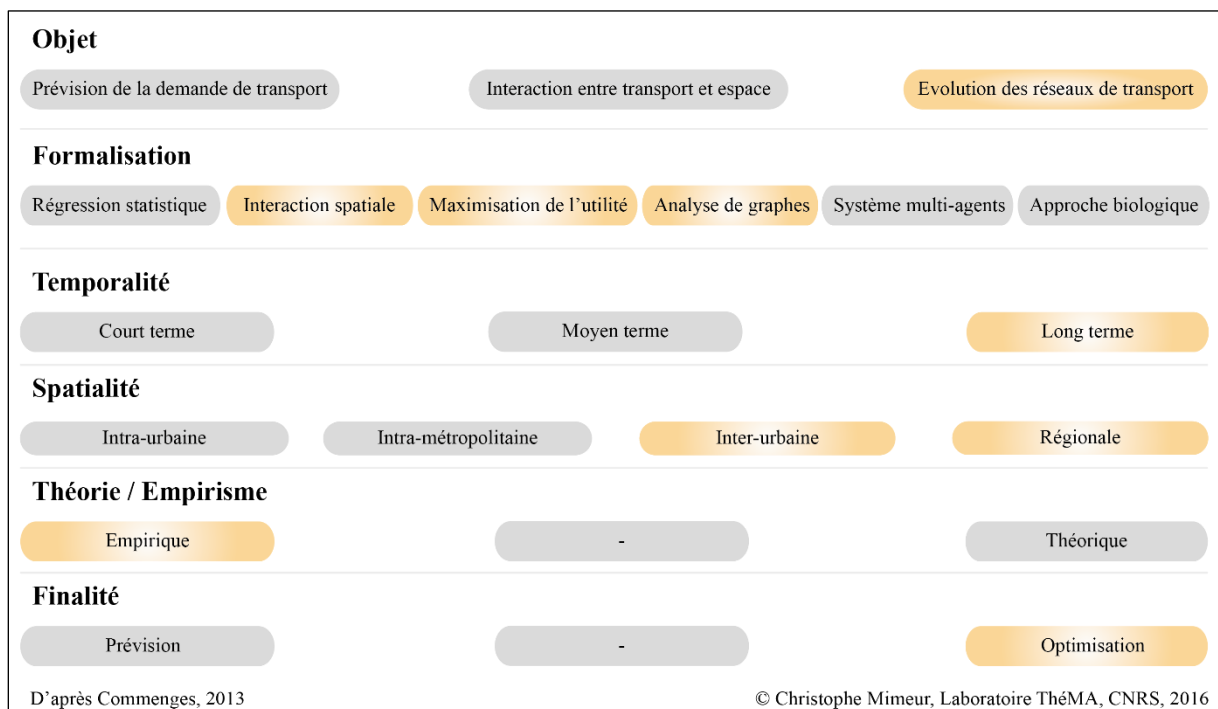 Objet
Prévision de la demande de transport
Interaction entre transport et espace
Evolution des réseaux de transport
Formalisation
Régression statistique
Interaction spatiale
Maximisation de l’utilité
Analyse de graphes
Système multi-agents
Approche biologique
Temporalité
Court terme
Moyen terme
Long terme
Spatialité
Intra-urbaine
Intra-métropolitaine
Inter-urbaine
Régionale
Théorie / Empirisme
Empirique
-
Théorique
Finalité
Prévision
-
Optimisation
D’après Commenges, 2013
© Christophe Mimeur, Laboratoire ThéMA, CNRS, 2016